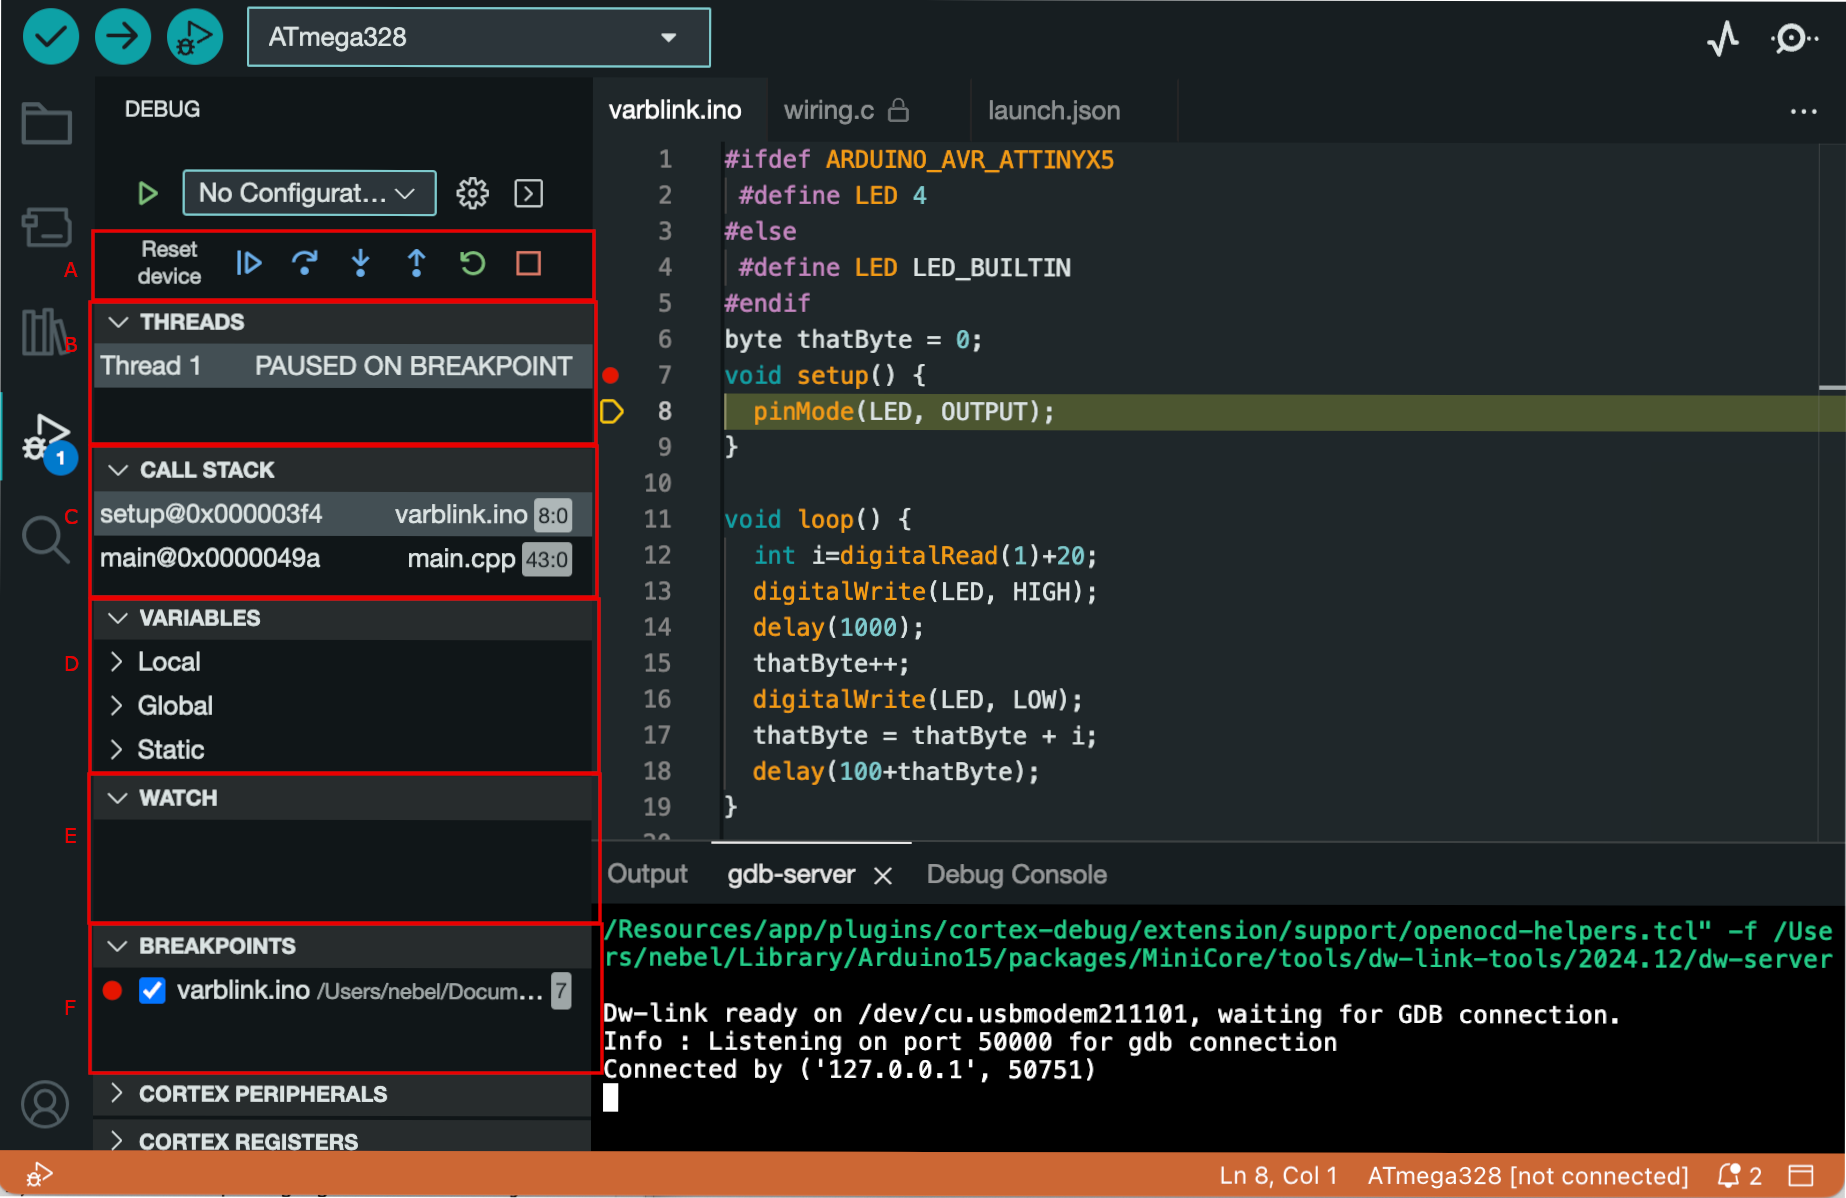 ATmega328
DEBUG
No Configurat...
A
Reset
device
B
THREADS
Thread 1 PAUSED ON BREAKPOINT
C
CALL STACK
setup@0x000003f4 varblink.ino 8:0
main@0x0000049a main.cpp 43:0
D
VARIABLES
Local
Global
Static
E
WATCH
F
BREAKPOINTS
varblink.ino /Users/nebel/Docum... 7
CORTEX PERIPHERALS
CORTEX REGISTERS
1
varblink.ino wiring.c launch.json
1 #ifdef ARDUINO_AVR_ATTINYX5
2 #define LED 4
3 #else
4 #define LED LED_BUILTIN
5 #endif
6 byte thatByte = 0;
7 void setup() {
8 pinMode(LED, OUTPUT);
9 }
10
11 void loop() {
12 int i=digitalRead(1)+20;
13 digitalWrite(LED, HIGH);
14 delay(1000);
15 thatByte++;
16 digitalWrite(LED, LOW);
17 thatByte = thatByte + i;
18 delay(100+thatByte);
19 }
Output gdb-server Debug Console
/Resources/app/plugins/cortex-debug/extension/support/openocd-helpers.tcl" -f /Use
rs/nebel/Library/Arduino15/packages/MiniCore/tools/dw-link-tools/2024.12/dw-server
Dw-link ready on /dev/cu.usbmodem211101, waiting for GDB connection.
Info : Listening on port 50000 for gdb connection
Connected by ('127.0.0.1', 50751)
Ln 8, Col 1 ATmega328 [not connected] 2